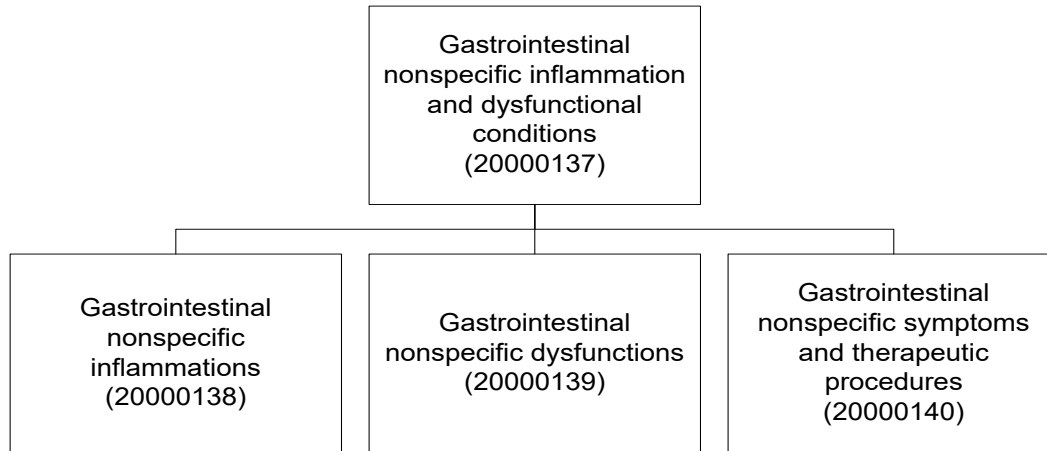 Gastrointestinal
nonspecific inflammation
and dysfunctional
conditions
(20000137)
Gastrointestinal
nonspecific
inflammations
(20000138)
Gastrointestinal
nonspecific dysfunctions
(20000139)
Gastrointestinal
nonspecific symptoms
and therapeutic
procedures
(20000140)